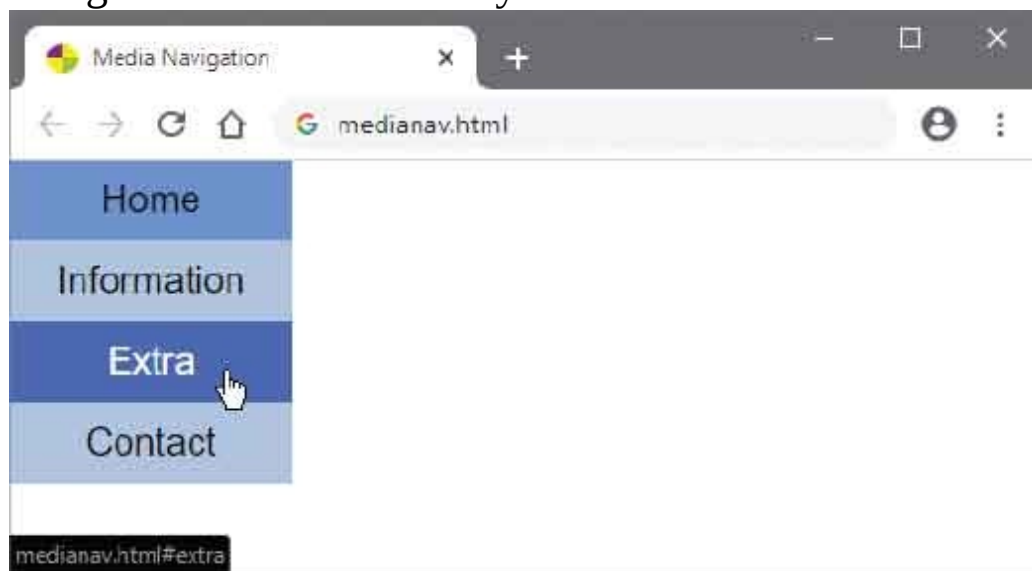 Media Navigation
medianav.html
Home
Information
Extra
Contact
medianav.html#extra